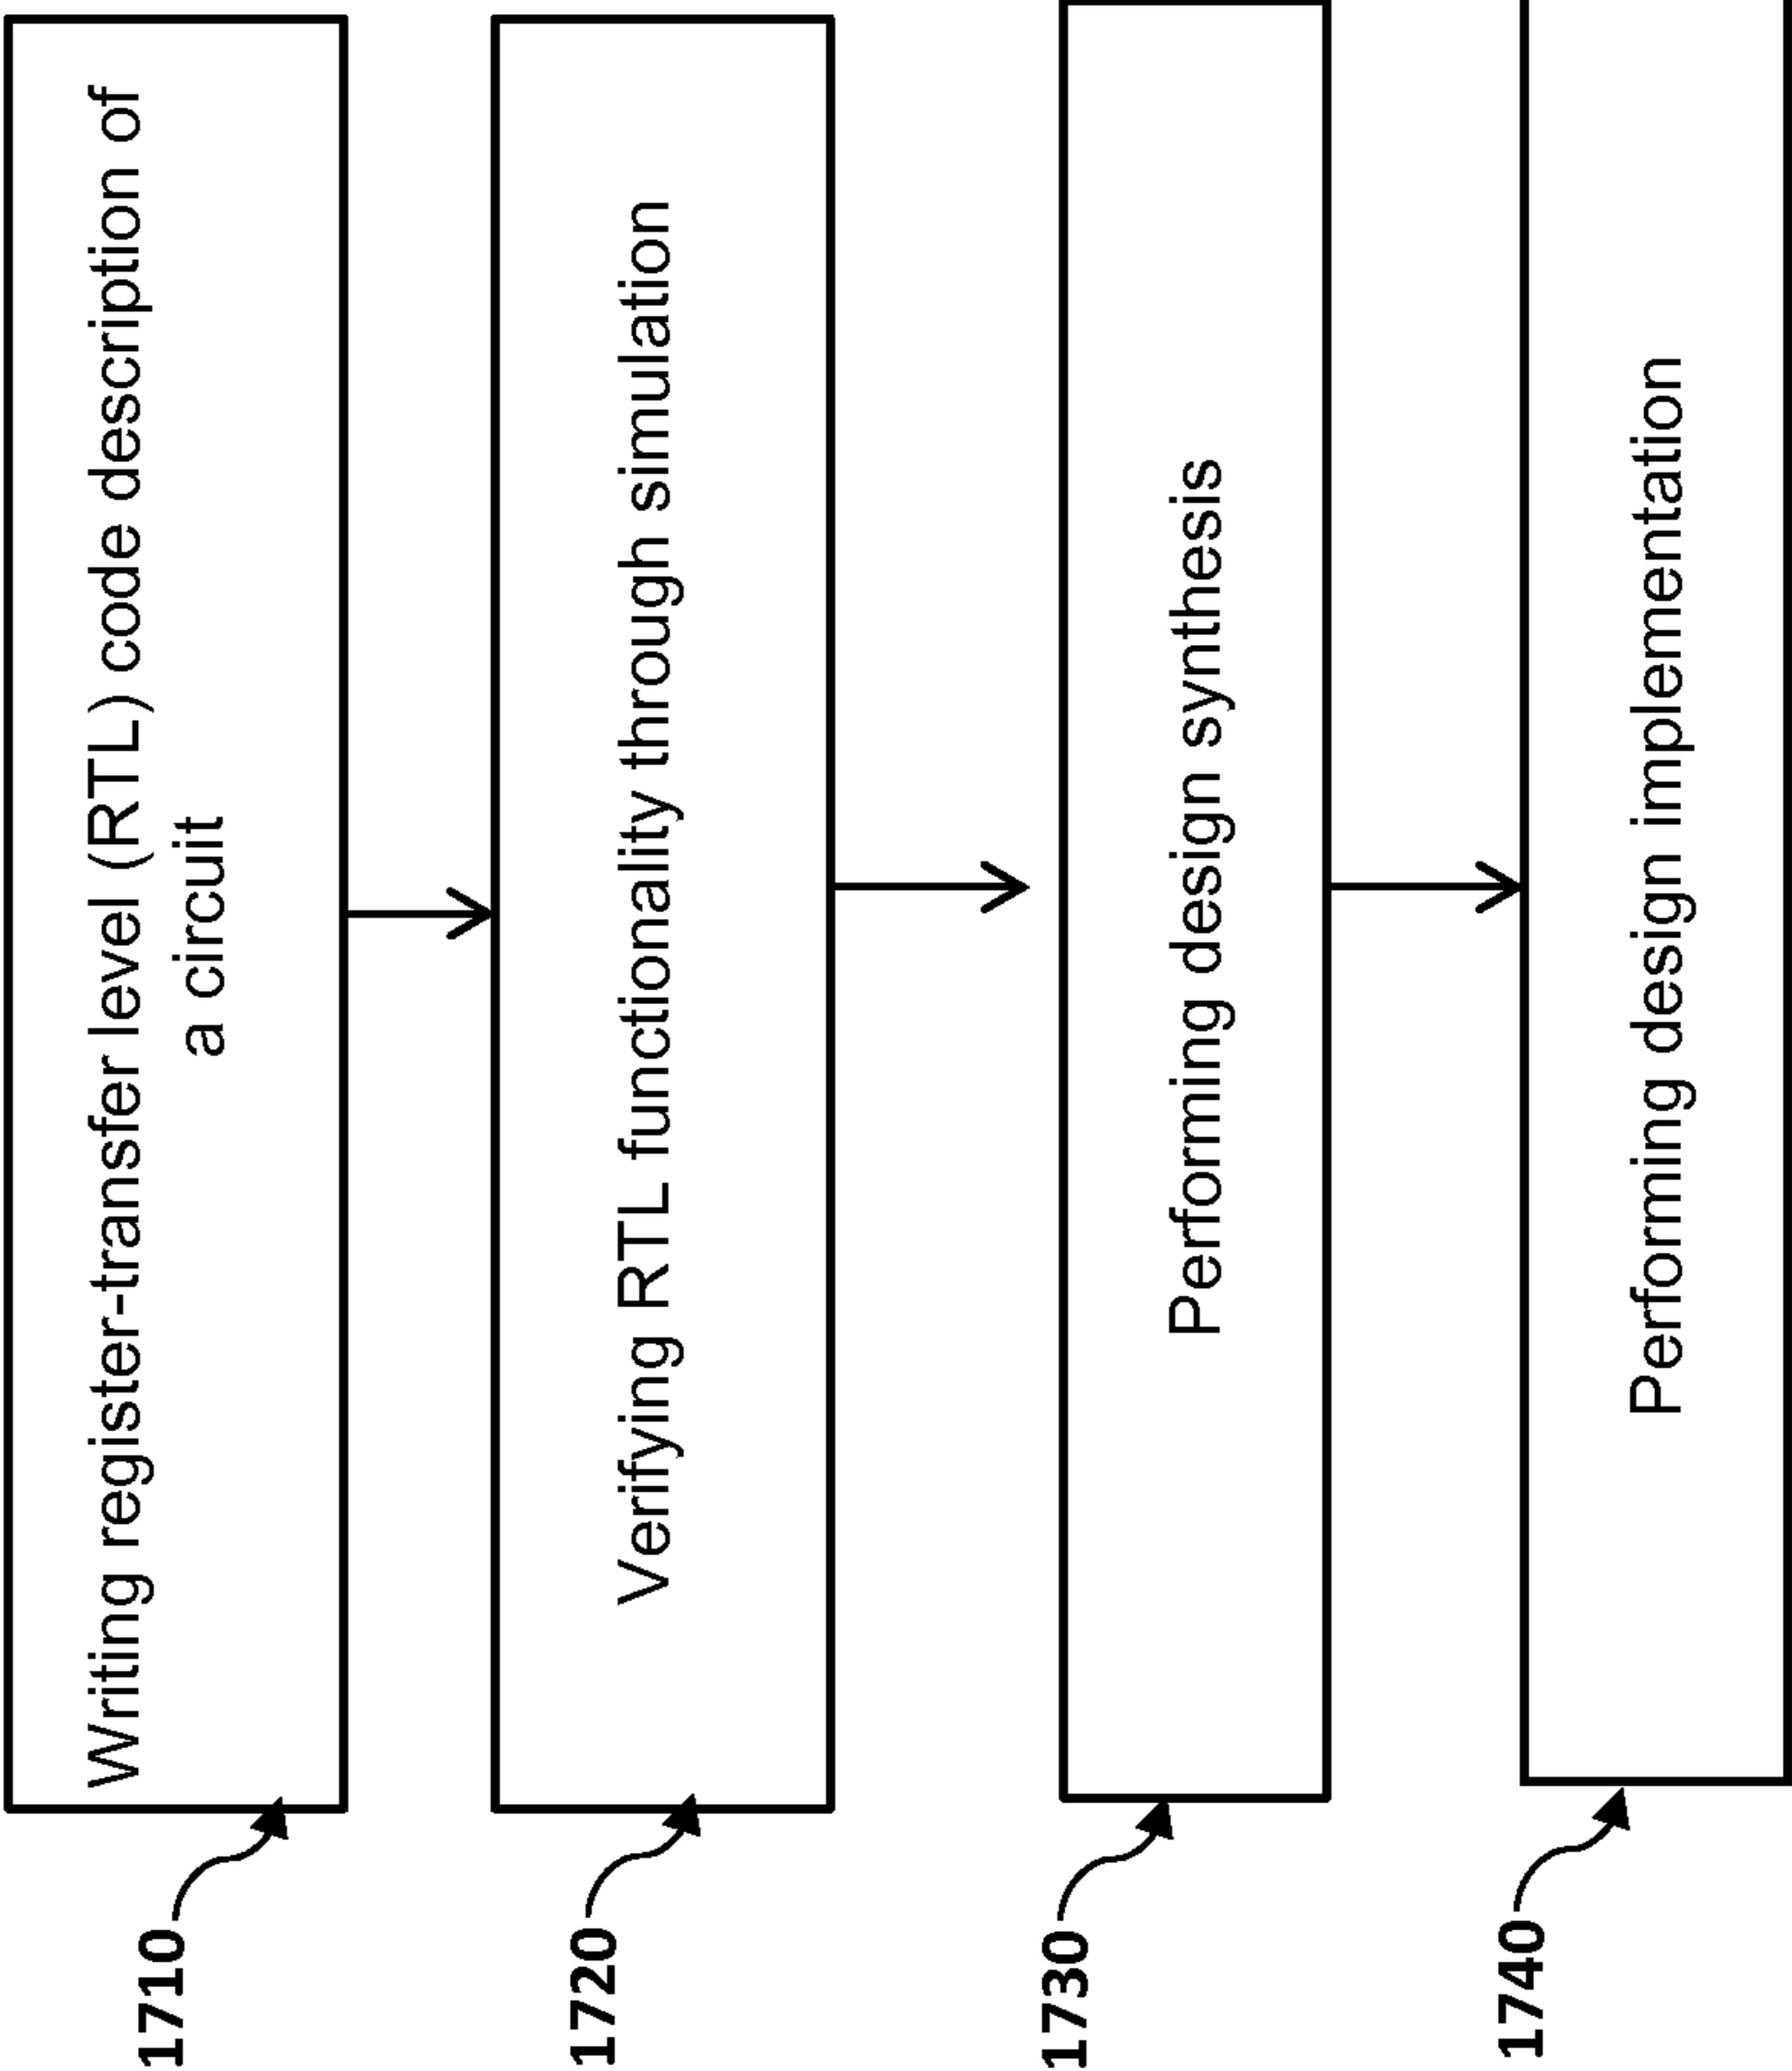 1710
Writing register-transfer level (RTL) code description of
a circuit
1720
Verifying RTL functionality through simulation
1730
Performing design synthesis
1740
Performing design implementation